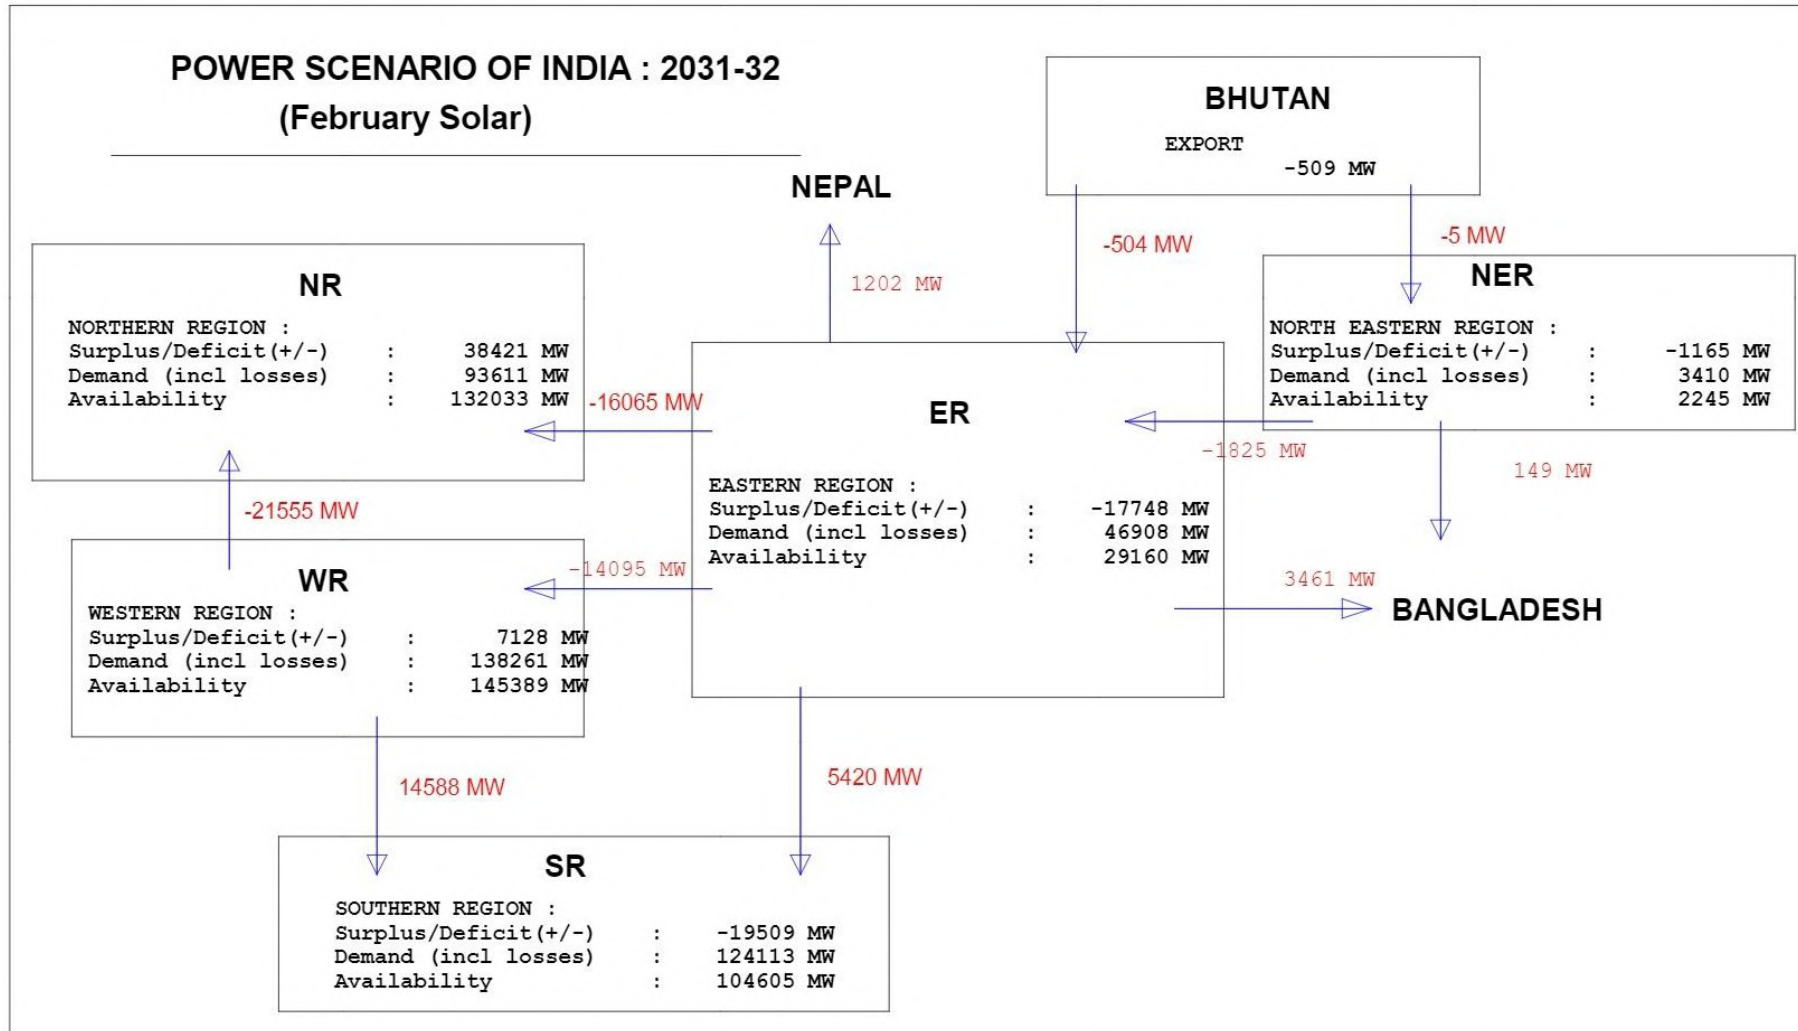 POWER SCENARIO OF INDIA : 2031-32
(February Solar)
BHUTAN
EXPORT
-509 MW
NEPAL
1202 MW
-504 MW
-5 MW
NR
NORTHERN REGION :
Surplus/Deficit(+/-) : 38421 MW
Demand (incl losses) : 93611 MW
Availability : 132033 MW
-16065 MW
NER
NORTH EASTERN REGION :
Surplus/Deficit(+/-) : -1165 MW
Demand (incl losses) : 3410 MW
Availability : 2245 MW
-1825 MW
149 MW
ER
EASTERN REGION :
Surplus/Deficit(+/-) : -17748 MW
Demand (incl losses) : 46908 MW
Availability : 29160 MW
-21555 MW
-14095 MW
3461 MW
BANGLADESH
WR
WESTERN REGION :
Surplus/Deficit(+/-) : 7128 MW
Demand (incl losses) : 138261 MW
Availability : 145389 MW
14588 MW
5420 MW
SR
SOUTHERN REGION :
Surplus/Deficit(+/-) : -19509 MW
Demand (incl losses) : 124113 MW
Availability : 104605 MW